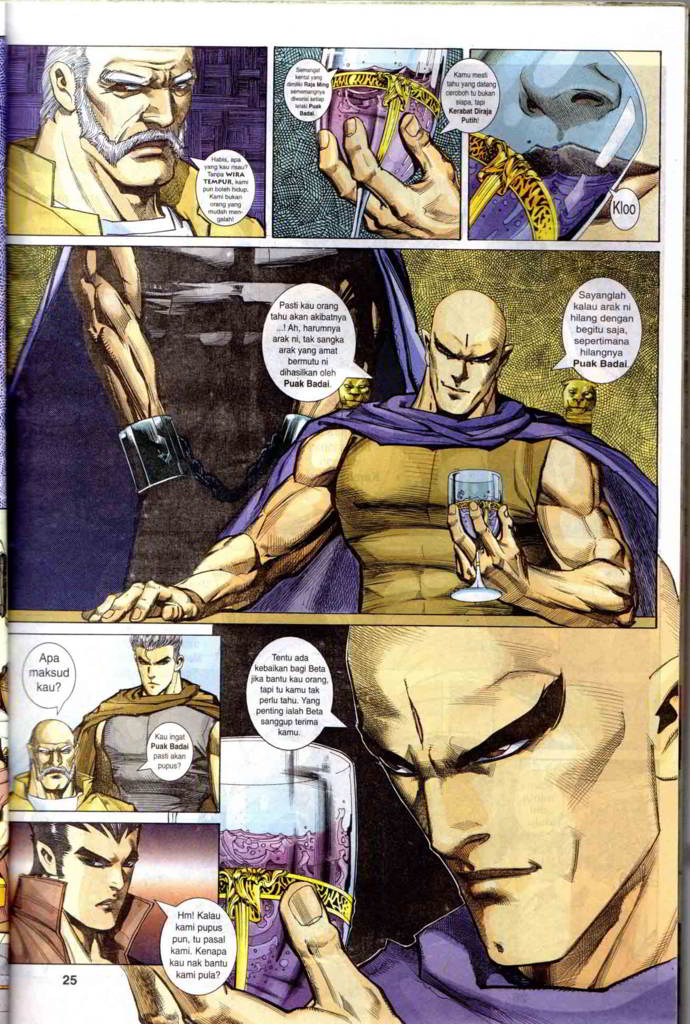 Habis, apa
yang kau mau?
Tanpa WIRA
TEMPUR, kami
pun boleh hidup.
Kami bukan
orang yang
mudah men-
galah!
Semangat
kental yang
dimiliki Raja Ming
sememangnya
diwarisi setiap
lelaki Puak
Badai.
Kamu mesti
tahu yang datang
ceroboh tu bukan
siapa, tapi
Kerabat Diraja
Putih!
Kloo
Pasti kau orang
tahu akan akibatnya
...! Ah, harumnya
arak ni, tak sangka
arak yang amat
bermutu ni
dihasilkan oleh
Puak Badai.
Sayanglah
kalau arak ni
hilang dengan
begitu saja,
sepertimana
hilangnya
Puak Badai.
Apa
maksud
kau?
Kau ingat
Puak Badai
pasti akan
pupus?
Tentu ada
kebaikan bagi Beta
jika bantu kau orang,
tapi tu kamu tak
perlu tahu. Yang
penting ialah Beta
sanggup terima
kamu.
Hm! Kalau
kami pupus
pun, tu pasal
kami. Kenapa
kau nak bantu
kami pula?
25